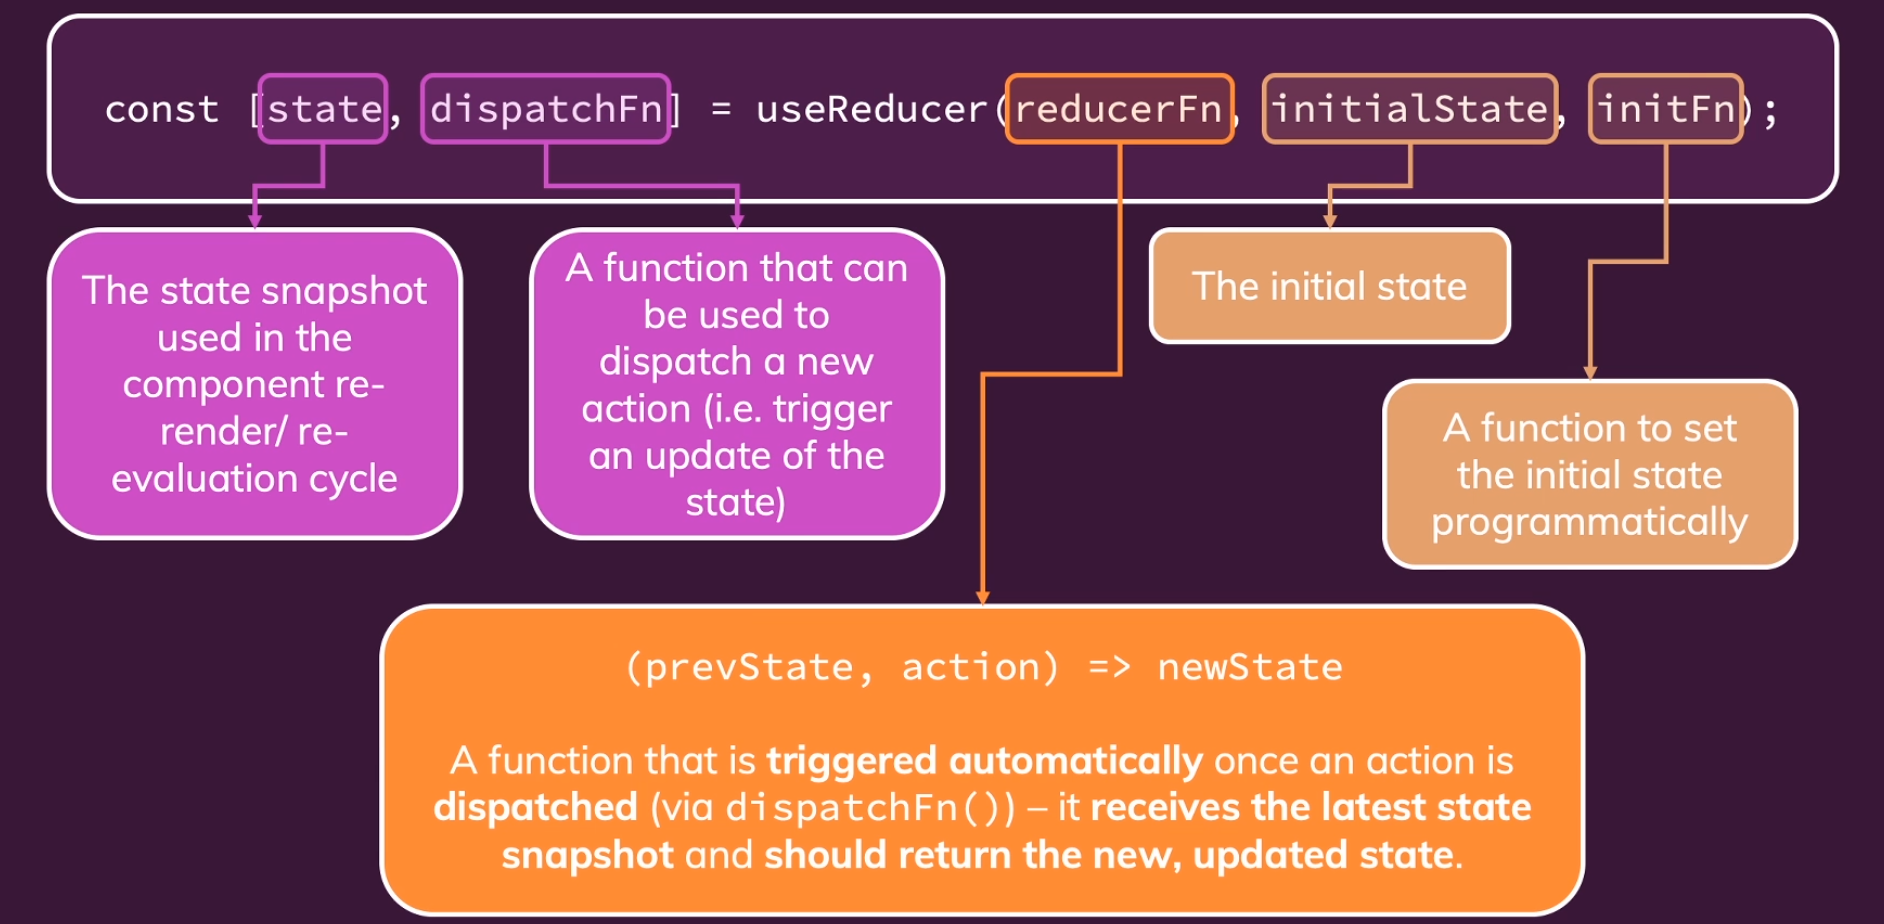 const [state, dispatchFn] = useReducer(reducerFn, initialState, initFn);
The state snapshot
used in the
component re-
render/ re-
evaluation cycle
A function that can
be used to
dispatch a new
action (i.e. trigger
an update of the
state)
The initial state
A function to set
the initial state
programmatically
(prevState, action) => newState
A function that is triggered automatically once an action is
dispatched (via dispatchFn()) – it receives the latest state
snapshot and should return the new, updated state.